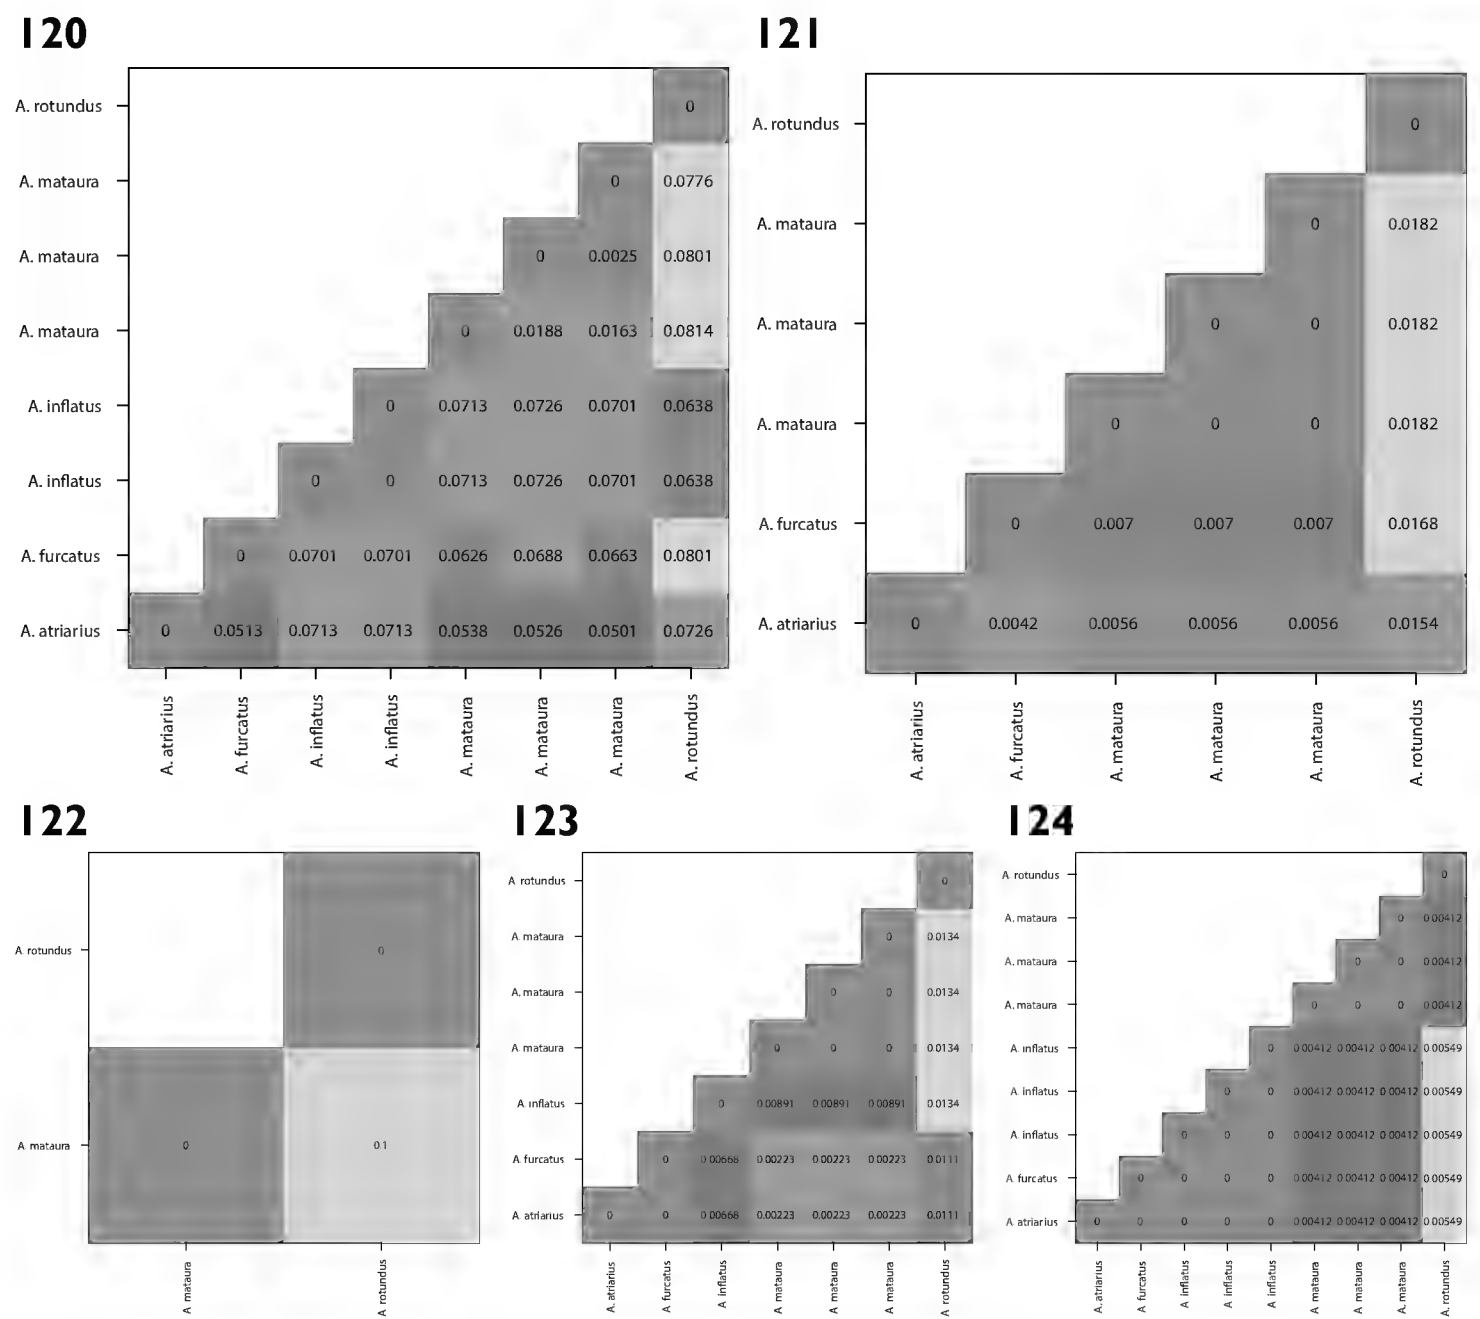 120
A. rotundus 0
A. mataura 0 0.0776
A. mataura 0 0.0025 0.0801
A. mataura 0 0.0188 0.0163 0.0814
A. inflatus 0 0.0713 0.0726 0.0701 0.0638
A. inflatus 0 0 0.0713 0.0726 0.0701 0.0638
A. furcatus 0 0.0701 0.0701 0.0626 0.0688 0.0663 0.0801
A. atriarius 0 0.0513 0.0713 0.0713 0.0538 0.0526 0.0501 0.0726
A. atriarius
A. furcatus
A. inflatus
A. inflatus
A. mataura
A. mataura
A. mataura
A. rotundus
121
A. rotundus 0
A. mataura 0 0.0182
A. mataura 0 0 0.0182
A. mataura 0 0 0 0.0182
A. furcatus 0 0.007 0.007 0.007 0.0168
A. atriarius 0 0.0042 0.0056 0.0056 0.0056 0.0154
A. atriarius
A. furcatus
A. mataura
A. mataura
A. mataura
A. rotundus
122
A. rotundus 0
A. mataura 0 0.1
A. mataura
A. rotundus
123
A. rotundus 0
A. mataura 0 0.0134
A. mataura 0 0 0.0134
A. mataura 0 0 0 0.0134
A. inflatus 0 0.00891 0.00891 0.00891 0.0134
A. furcatus 0 0.00668 0.00223 0.00223 0.00223 0.0111
A. atriarius 0 0 0.00668 0.00223 0.00223 0.00223 0.0111
A. atriarius
A. furcatus
A. inflatus
A. mataura
A. mataura
A. mataura
A. rotundus
124
A. rotundus 0
A. mataura 0 0.00412
A. mataura 0 0 0.00412
A. mataura 0 0 0 0.00412
A. inflatus 0 0.00412 0.00412 0.00412 0.00549
A. inflatus 0 0 0.00412 0.00412 0.00412 0.00549
A. inflatus 0 0 0 0.00412 0.00412 0.00412 0.00549
A. furcatus 0 0 0 0 0.00412 0.00412 0.00412 0.00549
A. atriarius 0 0 0 0 0 0.00412 0.00412 0.00412 0.00549
A. atriarius
A. furcatus
A. inflatus
A. inflatus
A. inflatus
A. mataura
A. mataura
A. mataura
A. rotundus